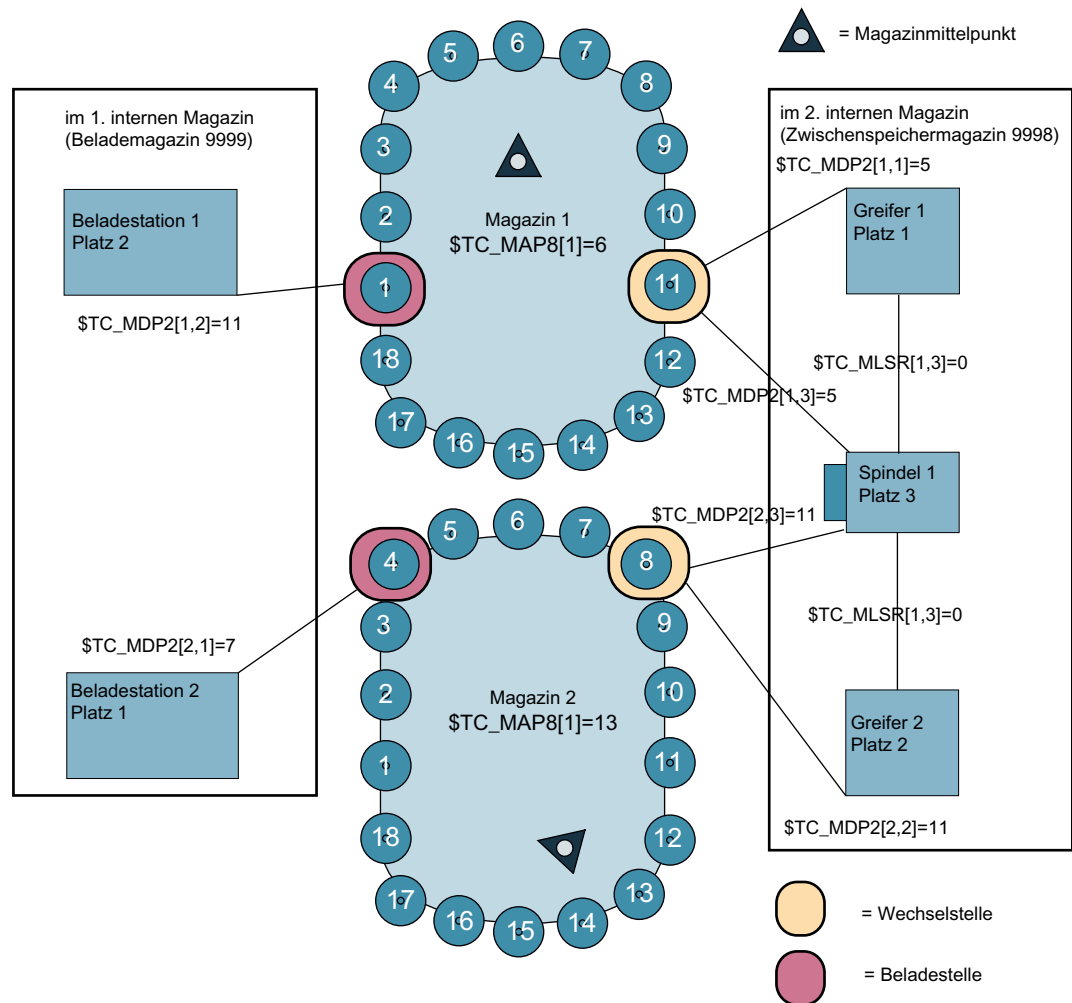 = Magazinmittelpunkt
im 1. internen Magazin
(Belademagazin 9999)
Beladestation 1
Platz 2
$TC_MDP2[1,2]=11
$TC_MDP2[2,1]=7
Beladestation 2
Platz 1
6
5
7
4
8
3
9
2
10
Magazin 1
$TC_MAP8[1]=6
1
11
18
12
17
13
16
14
15
6
5
7
4
8
3
9
2
10
Magazin 2
$TC_MAP8[1]=13
1
11
18
12
17
13
16
14
15
im 2. internen Magazin
(Zwischenspeichermagazin 9998)
$TC_MDP2[1,1]=5
Greifer 1
Platz 1
$TC_MLSR[1,3]=0
$TC_MDP2[1,3]=5
Spindel 1
Platz 3
$TC_MDP2[2,3]=11
$TC_MLSR[1,3]=0
Greifer 2
Platz 2
$TC_MDP2[2,2]=11
= Wechselstelle
= Beladestelle